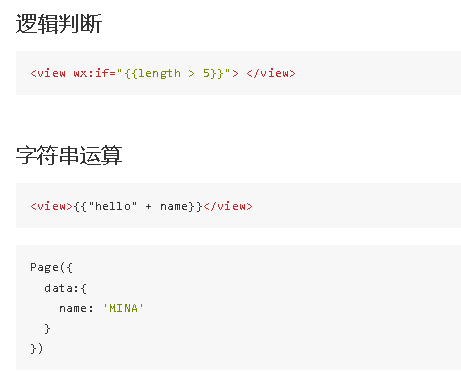 逻辑判断
<view wx:if="{{length > 5}}"> </view>
字符串运算
<view>{{"hello" + name}}</view>
Page({
  data:{
    name: 'MINA'
  }
})